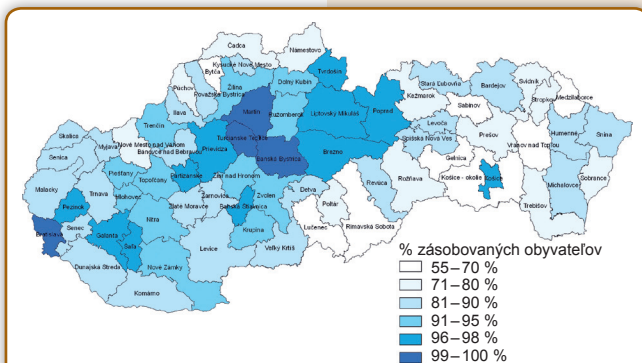 Čadca
Námestovo
Kysucké Nové Mesto
Bytča
Tvrdošín
Dolný Kubín
Žilina
Púchov
Považská Bystrica
Martin
Ružomberok
Liptovský Mikuláš
Poprad
Kežmarok
Stará Ľubovňa
Bardejov
Svidník
Stropkov
Medzilaborce
Sabinov
Levoča
Prešov
Humenné
Snina
Spišská Nová Ves
Vranov nad Topľou
Gelnica
Košice - okolie
Košice
Michalovce
Sobrance
Trebišov
Rožňava
Revúca
Ilava
Trenčín
Turčianske Teplice
Prievidza
Banská Bystrica
Brezno
Skalica
Myjava
Nové Mesto nad Váhom
Bánovce nad Bebravou
Senica
Piešťany
Topoľčany
Partizánske
Žiar nad Hronom
Zvolen
Detva
Poltár
Malacky
Trnava
Hlohovec
Zlaté Moravce
Žarnovica
Banská Štiavnica
Lučenec
Rimavská Sobota
Pezinok
Nitra
Krupina
Veľký Krtíš
Bratislava
Senec
Galanta
Šaľa
Levice
Dunajská Streda
Nové Zámky
Komárno
% zásobovaných obyvateľov
55–70 %
71–80 %
81–90 %
91–95 %
96–98 %
99–100 %